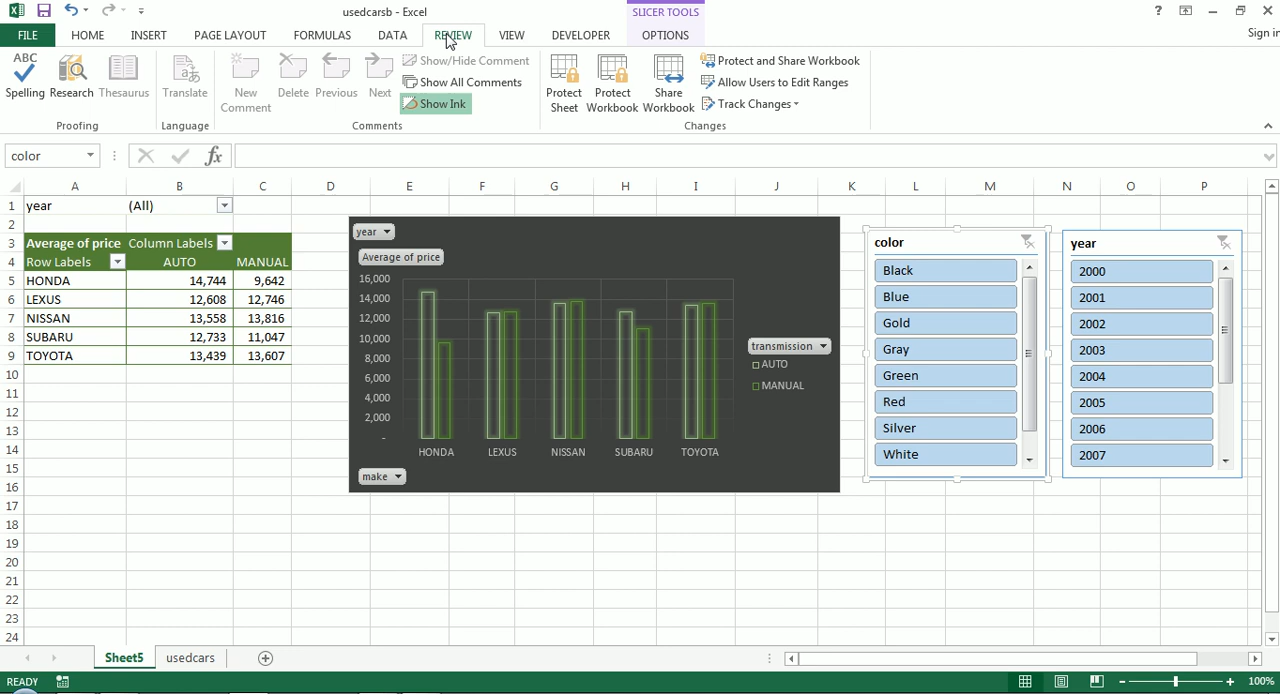 usedcarsb - Excel
SLICER TOOLS
FILE HOME INSERT PAGE LAYOUT FORMULAS DATA REVIEW VIEW DEVELOPER OPTIONS
Sign in
ABC
Spelling Research Thesaurus
Proofing
Translate
Language
New Comment
Delete Previous Next
Show/Hide Comment
Show All Comments
Show Ink
Comments
Protect Sheet
Protect Workbook
Share Workbook
Protect and Share Workbook
Allow Users to Edit Ranges
Track Changes
Changes
color
fx
A B C D E F G H I J K L M N O P
1 year (All)
2
3 Average of price Column Labels
4 Row Labels AUTO MANUAL
5 HONDA 14,744 9,642
6 LEXUS 12,608 12,746
7 NISSAN 13,558 13,816
8 SUBARU 12,733 11,047
9 TOYOTA 13,439 13,607
10
11
12
13
14
15
16
17
18
19
20
21
22
23
24
year
Average of price
16,000
14,000
12,000
10,000
8,000
6,000
4,000
2,000
-
HONDA LEXUS NISSAN SUBARU TOYOTA
transmission
AUTO
MANUAL
make
color
Black
Blue
Gold
Gray
Green
Red
Silver
White
year
2000
2001
2002
2003
2004
2005
2006
2007
Sheet5 usedcars
READY
100%